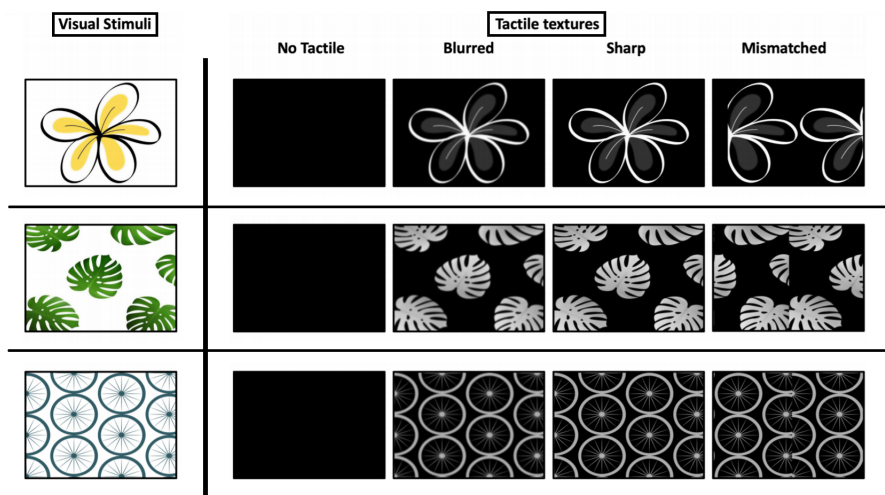 Visual Stimuli
Tactile textures
No Tactile
Blurred
Sharp
Mismatched